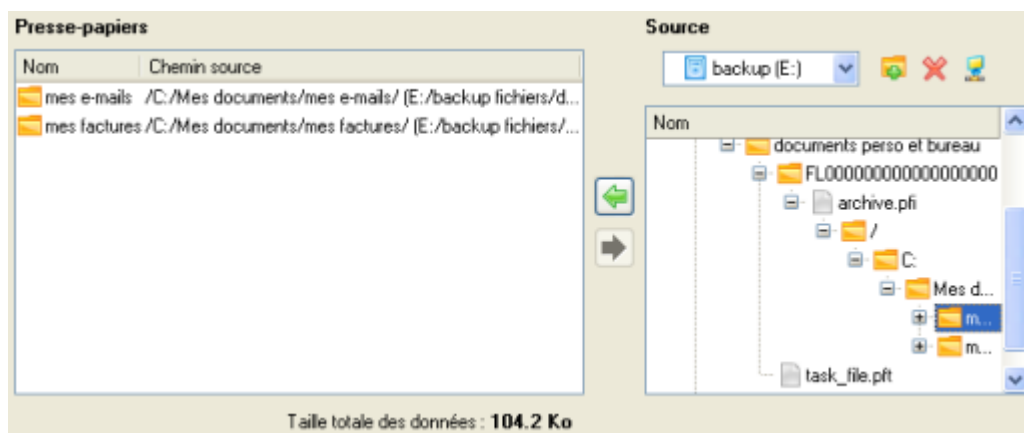 Presse-papiers
Nom Chemin source
mes e-mails /C:/Mes documents/mes e-mails/ (E:/backup fichiers/d...
mes factures /C:/Mes documents/mes factures/ (E:/backup fichiers/...
Taille totale des données : 104.2 Ko
Source
backup (E:)
Nom
documents perso et bureau
FL000000000000000000
archive.pfi
/
C:
Mes d...
m...
m...
task_file.pft